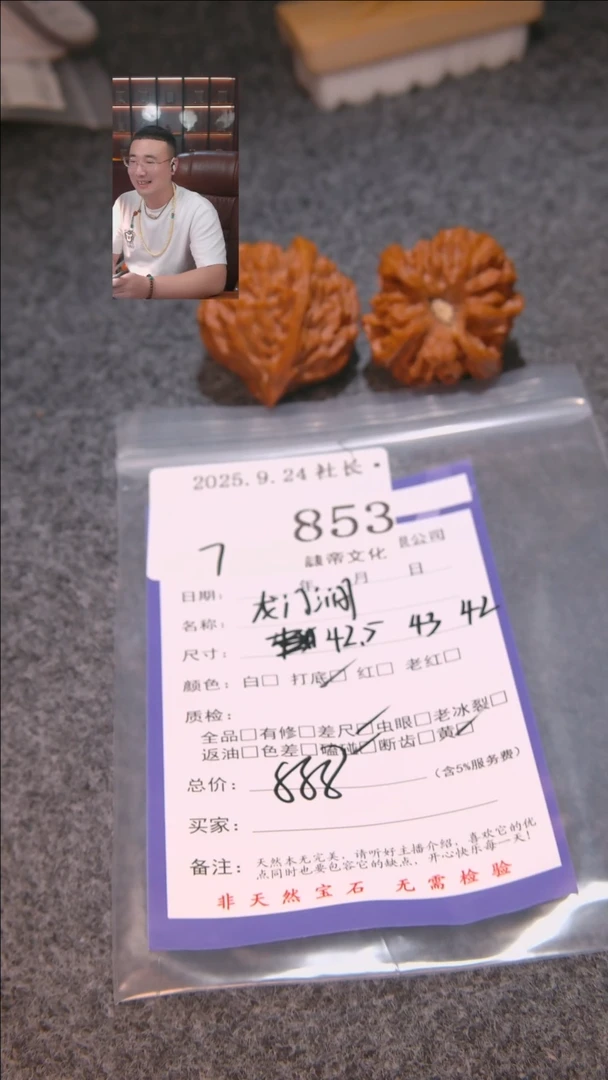 2025.9.24 社长·
853
7
帝文化
公司
日期： 年 月 日
名称：龙门涧
尺寸： 42.5 43 42
颜色：白□ 打底□ 红□ 老红□
质检：
全品□有修□差尺□虫眼□老冰裂□
返油□色差□磕碰□断齿□黄□
总价：888（含5%服务费）
买家：
备注：天然本无完美，请听好主播介绍，喜欢它的优
点同时也要包容它的缺点，开心快乐每一天！
非天然宝石 无需检验